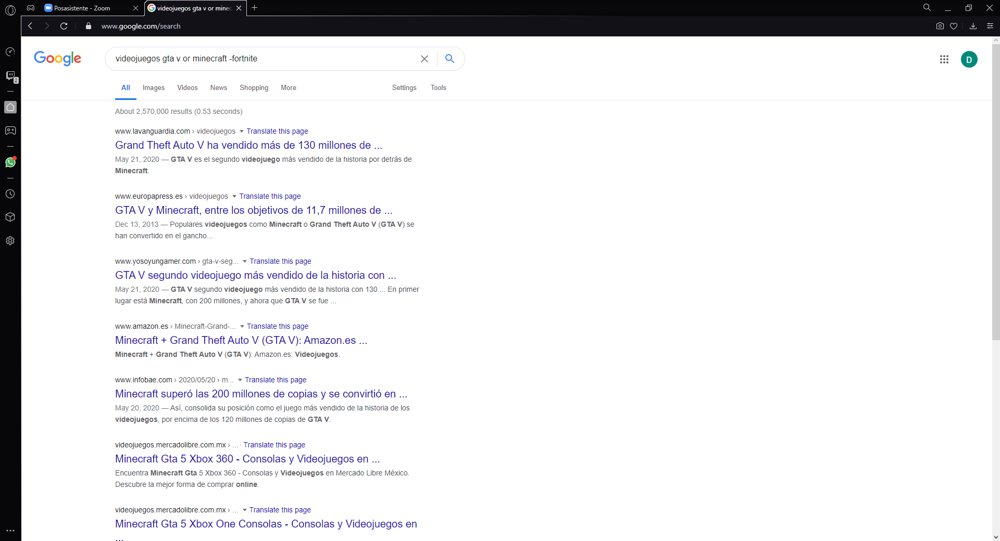 Posasistente - Zoom
videojuegos gta v or minec
www.google.com/search
2
Google
videojuegos gta v or minecraft -fortnite
D
All Images Videos News Shopping More Settings Tools
About 2,570,000 results (0.53 seconds)
www.lavanguardia.com › videojuegos Translate this page
Grand Theft Auto V ha vendido más de 130 millones de ...
May 21, 2020 — GTA V es el segundo videojuego más vendido de la historia por detrás de
Minecraft.
www.europapress.es › videojuegos Translate this page
GTA V y Minecraft, entre los objetivos de 11,7 millones de ...
Dec 13, 2013 — Populares videojuegos como Minecraft o Grand Theft Auto V (GTA V) se
han convertido en el gancho...
www.yosoyungamer.com › gta-v-seg... Translate this page
GTA V segundo videojuego más vendido de la historia con ...
May 21, 2020 — GTA V segundo videojuego más vendido de la historia con 130 ... En primer
lugar está Minecraft, con 200 millones, y ahora que GTA V se fue ...
www.amazon.es › Minecraft-Grand-... Translate this page
Minecraft + Grand Theft Auto V (GTA V): Amazon.es ...
Minecraft + Grand Theft Auto V (GTA V): Amazon.es: Videojuegos.
www.infobae.com › 2020/05/20 › m... Translate this page
Minecraft superó las 200 millones de copias y se convirtió en ...
May 20, 2020 — Así, consolida su posición como el juego más vendido de la historia de los
videojuegos, por encima de los 120 millones de copias de GTA V.
videojuegos.mercadolibre.com.mx › ... · Translate this page
Minecraft Gta 5 Xbox 360 - Consolas y Videojuegos en ...
Encuentra Minecraft Gta 5 Xbox 360 - Consolas y Videojuegos en Mercado Libre México.
Descubre la mejor forma de comprar online.
videojuegos.mercadolibre.com.mx › ... Translate this page
Minecraft Gta 5 Xbox One Consolas - Consolas y Videojuegos en
...